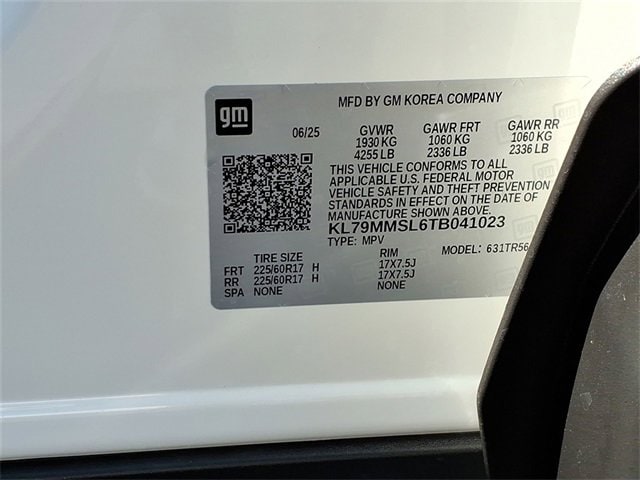 gm
MFD BY GM KOREA COMPANY
06/25 GVWR GAWR FRT GAWR RR
1930 KG 1060 KG 1060 KG
4255 LB 2336 LB 2336 LB
THIS VEHICLE CONFORMS TO ALL
APPLICABLE U.S. FEDERAL MOTOR
VEHICLE SAFETY AND THEFT PREVENTION
STANDARDS IN EFFECT ON THE DATE OF
MANUFACTURE SHOWN ABOVE.
KL79MMSL6TB041023
TYPE: MPV MODEL: 631TR56
TIRE SIZE RIM
FRT 225/60R17 H 17X7.5J
RR 225/60R17 H 17X7.5J
SPA NONE NONE